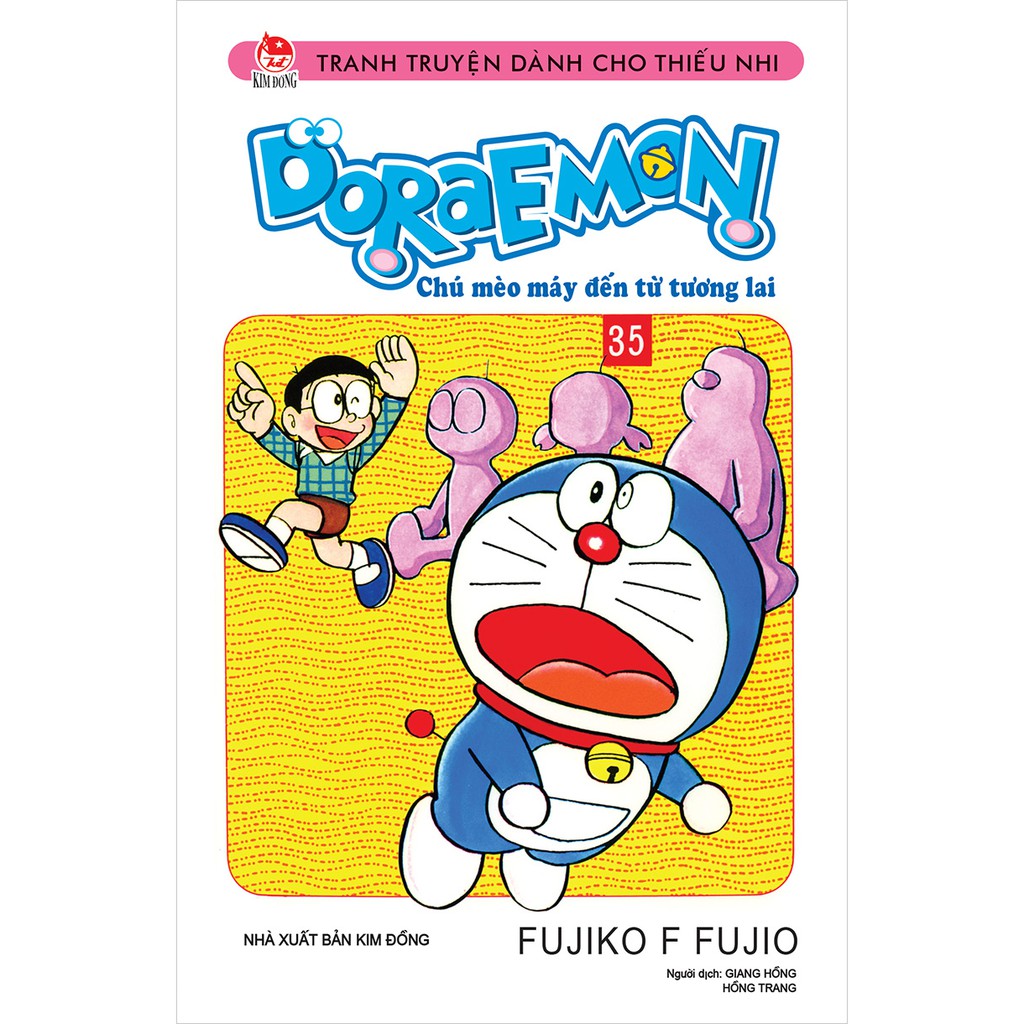 KIM ĐỒNG
TRANH TRUYỆN DÀNH CHO THIẾU NHI
DORAEMON
Chú mèo máy đến từ tương lai
35
NHÀ XUẤT BẢN KIM ĐỒNG
FUJIKO F FUJIO
Người dịch: GIANG HỒNG
HỒNG TRANG